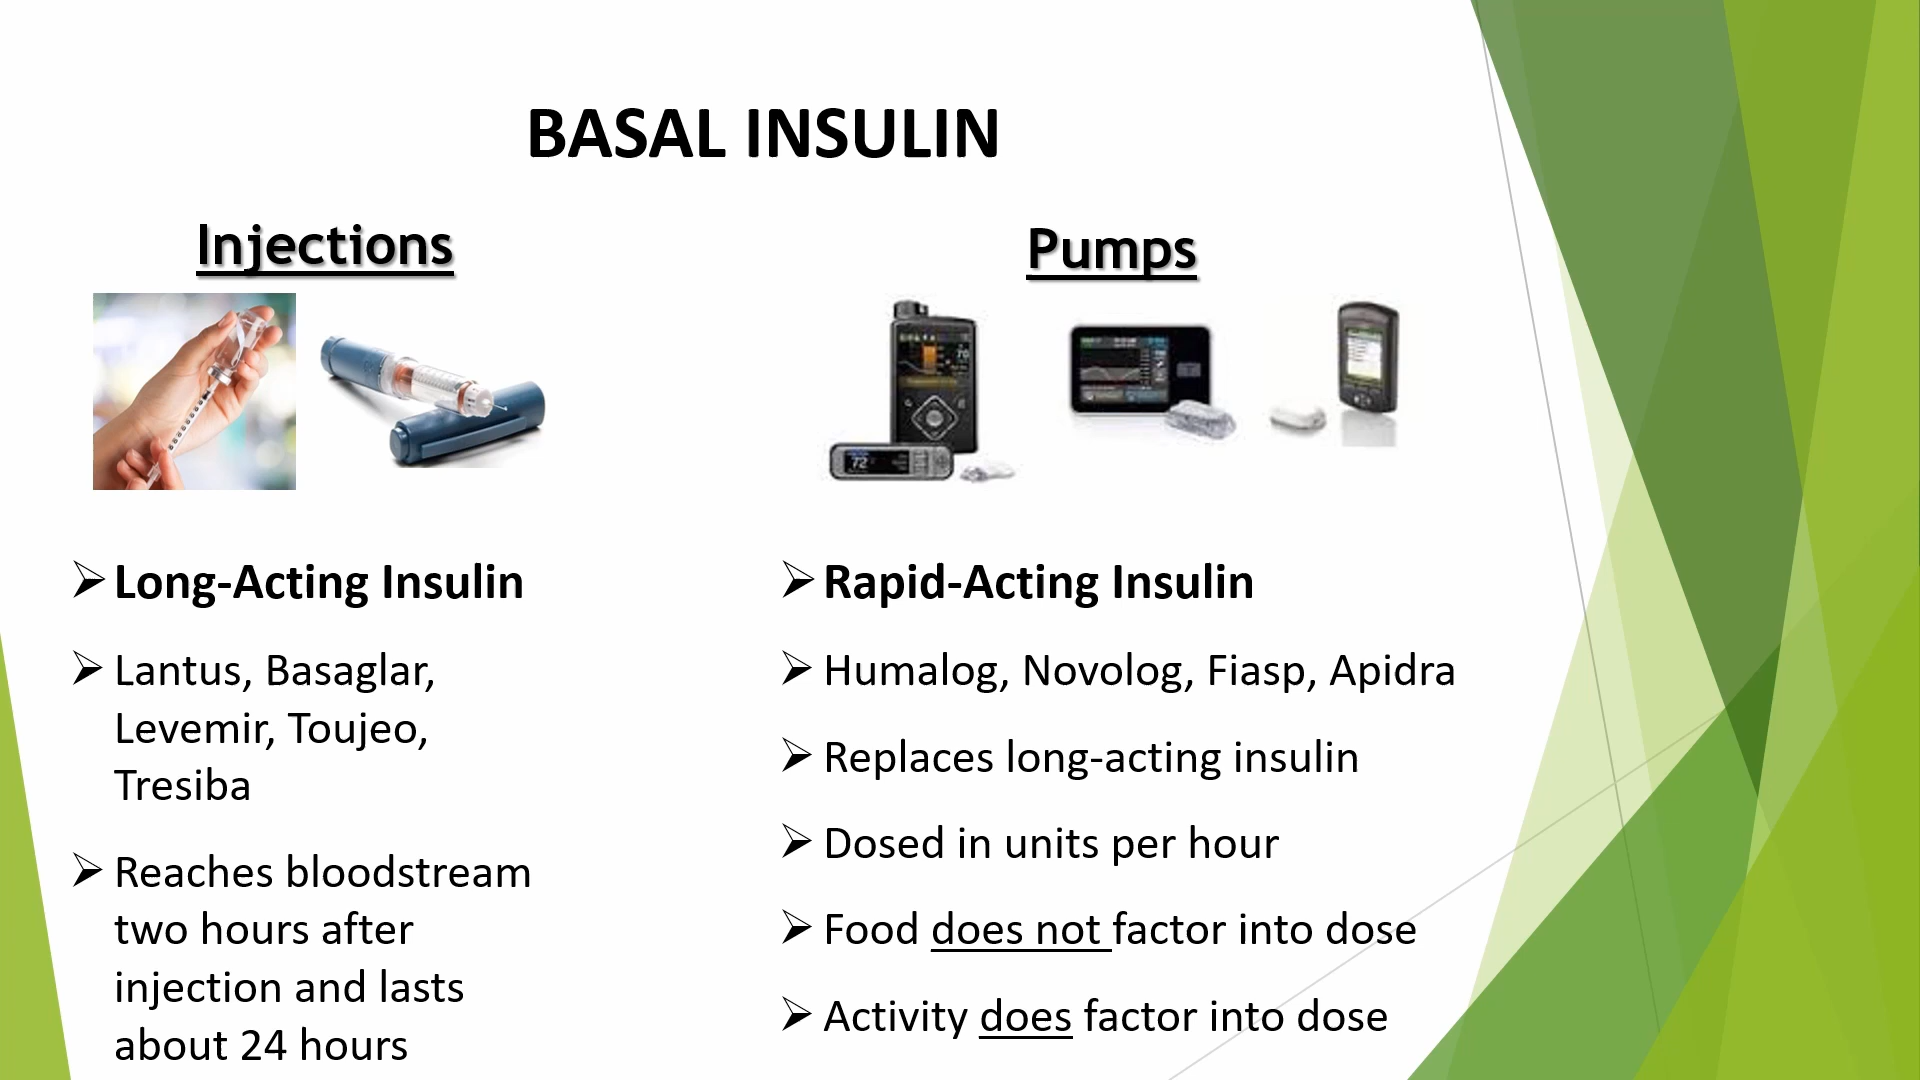 BASAL INSULIN
Injections
Pumps
72
➢Long-Acting Insulin
➢Lantus, Basaglar,
Levemir, Toujeo,
Tresiba
➢Reaches bloodstream
two hours after
injection and lasts
about 24 hours
➢Rapid-Acting Insulin
➢Humalog, Novolog, Fiasp, Apidra
➢Replaces long-acting insulin
➢Dosed in units per hour
➢Food does not factor into dose
➢Activity does factor into dose